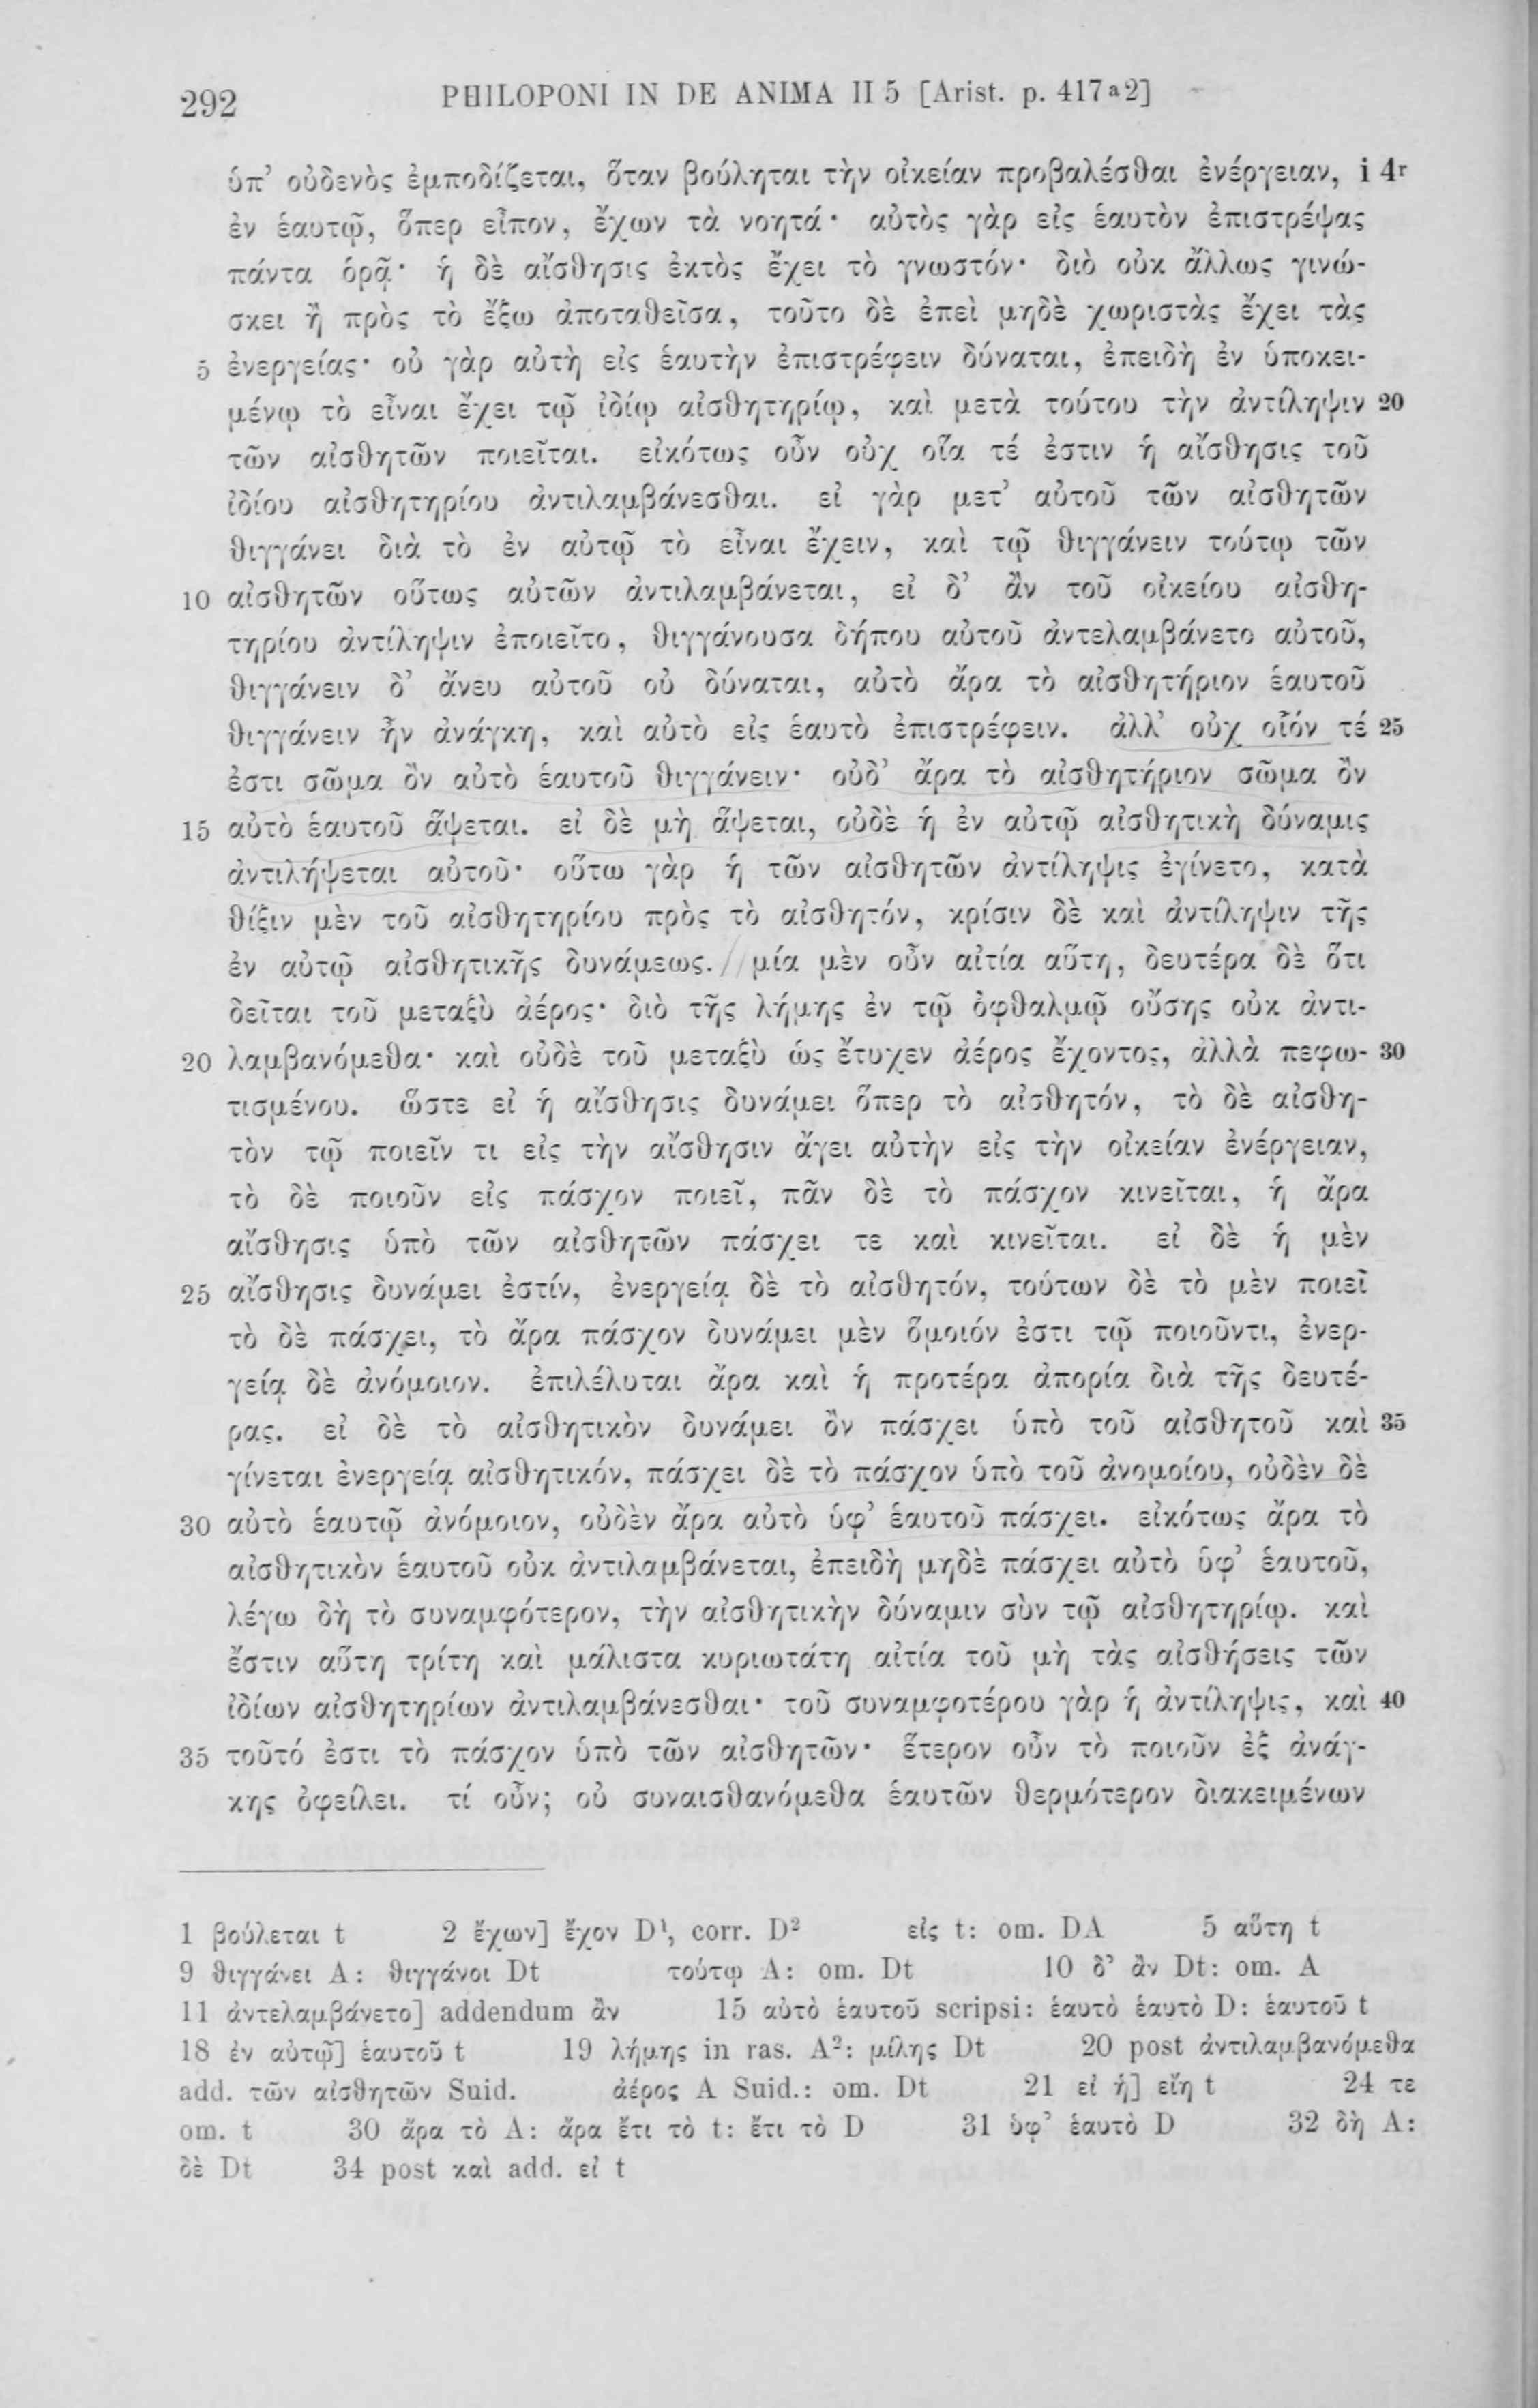 292 PHILOPONI IN DE ANIMA II 5 [Arist. p. 417ª2]
ὑπ’ οὐδενὸς ἐμποδίζεται, ὅταν βούληται τὴν οἰκείαν προβαλέσθαι ἐνέργειαν, i 4r
ἐν ἑαυτῷ, ὅπερ εἶπον, ἔχων τὰ νοητά· αὐτὸς γὰρ εἰς ἑαυτὸν ἐπιστρέψας
πάντα ὁρᾷ· ἡ δὲ αἴσθησις ἐκτὸς ἔχει τὸ γνωστόν· διὸ οὐκ ἄλλως γινώ-
σκει ἢ πρὸς τὸ ἔξω ἀποταθεῖσα, τοῦτο δὲ ἐπεὶ μηδὲ χωριστὰς ἔχει τὰς
5 ἐνεργείας· οὐ γὰρ αὐτὴ εἰς ἑαυτὴν ἐπιστρέφειν δύναται, ἐπειδὴ ἐν ὑποκει-
μένῳ τὸ εἶναι ἔχει τῷ ἰδίῳ αἰσθητηρίῳ, καὶ μετὰ τούτου τὴν ἀντίληψιν 20
τῶν αἰσθητῶν ποιεῖται. εἰκότως οὖν οὐχ οἵα τέ ἐστιν ἡ αἴσθησις τοῦ
ἰδίου αἰσθητηρίου ἀντιλαμβάνεσθαι. εἰ γὰρ μετ’ αὐτοῦ τῶν αἰσθητῶν
θιγγάνει διὰ τὸ ἐν αὐτῷ τὸ εἶναι ἔχειν, καὶ τῷ θιγγάνειν τούτῳ τῶν
10 αἰσθητῶν οὕτως αὐτῶν ἀντιλαμβάνεται, εἰ δ’ ἂν τοῦ οἰκείου αἰσθη-
τηρίου ἀντίληψιν ἐποιεῖτο, θιγγάνουσα δήπου αὐτοῦ ἀντελαμβάνετο αὐτοῦ,
θιγγάνειν δ’ ἄνευ αὐτοῦ οὐ δύναται, αὐτὸ ἄρα τὸ αἰσθητήριον ἑαυτοῦ
θιγγάνειν ἦν ἀνάγκη, καὶ αὐτὸ εἰς ἑαυτὸ ἐπιστρέφειν. ἀλλ’ οὐχ οἷόν τέ 25
ἐστι σῶμα ὂν αὐτὸ ἑαυτοῦ θιγγάνειν· οὐδ’ ἄρα τὸ αἰσθητήριον σῶμα ὂν
15 αὐτὸ ἑαυτοῦ ἅψεται. εἰ δὲ μὴ ἅψεται, οὐδὲ ἡ ἐν αὐτῷ αἰσθητικὴ δύναμις
ἀντιλήψεται αὐτοῦ· οὕτω γὰρ ἡ τῶν αἰσθητῶν ἀντίληψις ἐγίνετο, κατὰ
θίξιν μὲν τοῦ αἰσθητηρίου πρὸς τὸ αἰσθητόν, κρίσιν δὲ καὶ ἀντίληψιν τῆς
ἐν αὐτῷ αἰσθητικῆς δυνάμεως. // μία μὲν οὖν αἰτία αὕτη, δευτέρα δὲ ὅτι
δεῖται τοῦ μεταξὺ ἀέρος· διὸ τῆς λήμης ἐν τῷ ὀφθαλμῷ οὔσης οὐκ ἀντι-
20 λαμβανόμεθα· καὶ οὐδὲ τοῦ μεταξὺ ὡς ἔτυχεν ἀέρος ἔχοντος, ἀλλὰ πεφω- 30
τισμένου. ὥστε εἰ ἡ αἴσθησις δυνάμει ὅπερ τὸ αἰσθητόν, τὸ δὲ αἰσθη-
τὸν τῷ ποιεῖν τι εἰς τὴν αἴσθησιν ἄγει αὐτὴν εἰς τὴν οἰκείαν ἐνέργειαν,
τὸ δὲ ποιοῦν εἰς πάσχον ποιεῖ, πᾶν δὲ τὸ πάσχον κινεῖται, ἡ ἄρα
αἴσθησις ὑπὸ τῶν αἰσθητῶν πάσχει τε καὶ κινεῖται. εἰ δὲ ἡ μὲν
25 αἴσθησις δυνάμει ἐστίν, ἐνεργείᾳ δὲ τὸ αἰσθητόν, τούτων δὲ τὸ μὲν ποιεῖ
τὸ δὲ πάσχει, τὸ ἄρα πάσχον δυνάμει μὲν ὅμοιόν ἐστι τῷ ποιοῦντι, ἐνερ-
γείᾳ δὲ ἀνόμοιον. ἐπιλέλυται ἄρα καὶ ἡ προτέρα ἀπορία διὰ τῆς δευτέ-
ρας. εἰ δὲ τὸ αἰσθητικὸν δυνάμει ὂν πάσχει ὑπὸ τοῦ αἰσθητοῦ καὶ 35
γίνεται ἐνεργείᾳ αἰσθητικόν, πάσχει δὲ τὸ πάσχον ὑπὸ τοῦ ἀνομοίου, οὐδὲν δὲ
30 αὐτὸ ἑαυτῷ ἀνόμοιον, οὐδὲν ἄρα αὐτὸ ὑφ’ ἑαυτοῦ πάσχει. εἰκότως ἄρα τὸ
αἰσθητικὸν ἑαυτοῦ οὐκ ἀντιλαμβάνεται, ἐπειδὴ μηδὲ πάσχει αὐτὸ ὑφ’ ἑαυτοῦ,
λέγω δὴ τὸ συναμφότερον, τὴν αἰσθητικὴν δύναμιν σὺν τῷ αἰσθητηρίῳ. καὶ
ἔστιν αὕτη τρίτη καὶ μάλιστα κυριωτάτη αἰτία τοῦ μὴ τὰς αἰσθήσεις τῶν
ἰδίων αἰσθητηρίων ἀντιλαμβάνεσθαι· τοῦ συναμφοτέρου γὰρ ἡ ἀντίληψις, καὶ 40
35 τοῦτό ἐστι τὸ πάσχον ὑπὸ τῶν αἰσθητῶν· ἕτερον οὖν τὸ ποιοῦν ἐξ ἀνάγ-
κης ὀφείλει. τί οὖν; οὐ συναισθανόμεθα ἑαυτῶν θερμότερον διακειμένων
1 βούλεται t 2 ἔχων] ἔχον D¹, corr. D² εἰς t: om. DA 5 αὕτη t
9 θιγγάνει A: θιγγάνοι Dt τούτῳ A: om. Dt 10 δ’ ἂν Dt: om. A
11 ἀντελαμβάνετο] addendum ἂν 15 αὐτὸ ἑαυτοῦ scripsi: ἑαυτὸ ἑαυτὸ D: ἑαυτοῦ t
18 ἐν αὐτῷ] ἑαυτοῦ t 19 λήμης in ras. A²: μίλης Dt 20 post ἀντιλαμβανόμεθα
add. τῶν αἰσθητῶν Suid. ἀέρος A Suid.: om. Dt 21 εἰ ἡ] εἴη t 24 τε
om. t 30 ἄρα τὸ A: ἄρα ἔτι τὸ t: ἔτι τὸ D 31 ὑφ’ ἑαυτὸ D 32 δὴ A:
δὲ Dt 34 post καὶ add. εἰ t